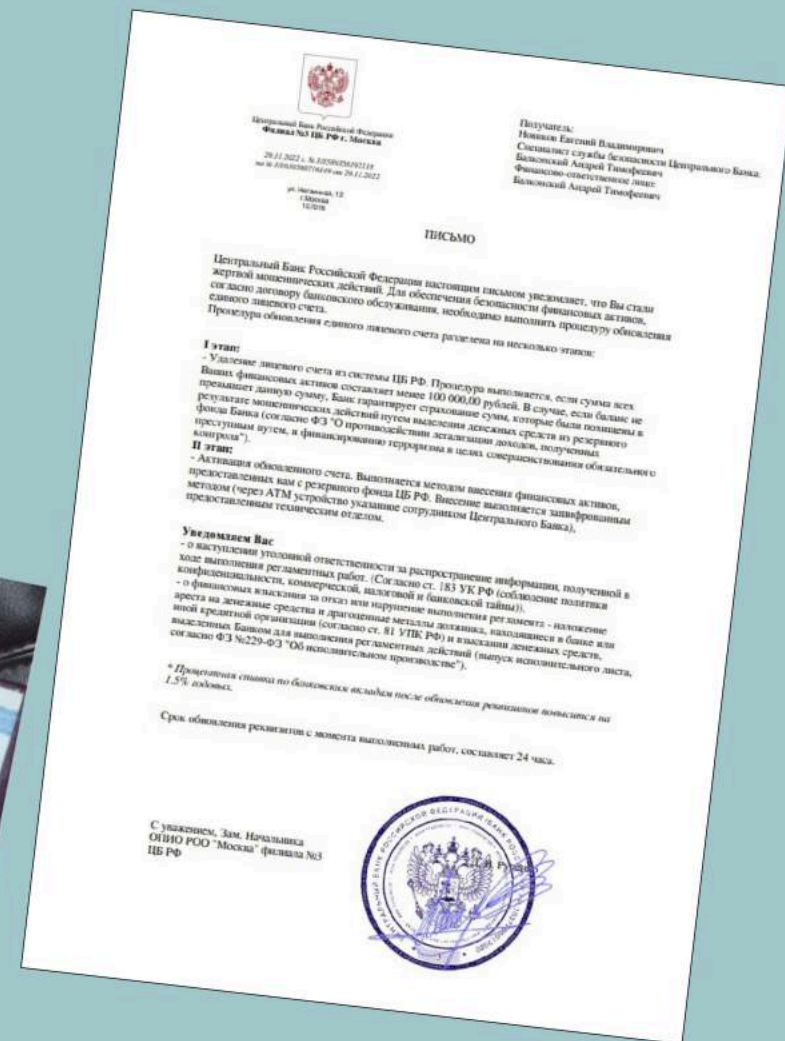 Центральный Банк Российской Федерации
Филиал №3 ЦБ РФ г. Москва
29.11.2022 г.
29.11.2022
ул. Неглинная, 12
г.Москва
107016
Получатель:
Новиков Евгений Владимирович
Специалист службы безопасности Центрального Банка:
Балконский Андрей Тимофеевич
Финансово-ответственное лицо:
Балконский Андрей Тимофеевич
ПИСЬМО
Центральный Банк Российской Федерации настоящим письмом уведомляет, что Вы стали
жертвой мошеннических действий. Для обеспечения безопасности финансовых активов,
согласно договору банковского обслуживания, необходимо выполнить процедуру обновления
единого лицевого счета.
Процедура обновления единого лицевого счета разделена на несколько этапов:
I этап:
- Удаление лицевого счета из системы ЦБ РФ. Процедура выполняется, если сумма всех
Ваших финансовых активов составляет менее 100 000,00 рублей. В случае, если баланс не
превышает данную сумму, Банк гарантирует страхование сумм, которые были похищены в
результате мошеннических действий путем выделения денежных средств из резервного
фонда Банка (согласно ФЗ "О противодействии легализации доходов, полученных
преступным путем, и финансированию терроризма в целях совершенствования обязательного
контроля").
II этап:
- Активация обновленного счета. Выполняется методом внесения финансовых активов,
предоставленных вам с резервного фонда ЦБ РФ. Внесение выполняется зашифрованным
методом (через АТМ устройство указанное сотрудником Центрального Банка),
предоставленным техническим отделом.
Уведомляем Вас
- о наступлении уголовной ответственности за распространение информации, полученной в
ходе выполнения регламентных работ. (Согласно ст. 183 УК РФ (соблюдение политики
конфиденциальности, коммерческой, налоговой и банковской тайны)).
- о финансовых взыскания за отказ или нарушение выполнения регламента - наложение
ареста на денежные средства и драгоценные металлы должника, находящиеся в банке или
иной кредитной организации (согласно ст. 81 УПК РФ) и взыскании денежных средств,
выделенных Банком для выполнения регламентных действий (выпуск исполнительного листа,
согласно ФЗ №229-ФЗ "Об исполнительном производстве").
* Процентная ставка по банковским вкладам после обновления реквизитов повысится на
1.5% годовых.
Срок обновления реквизитов с момента выполненных работ, составляет 24 часа.
С уважением, Зам. Начальника
ОПИО РОО "Москва" филиала №3
ЦБ РФ